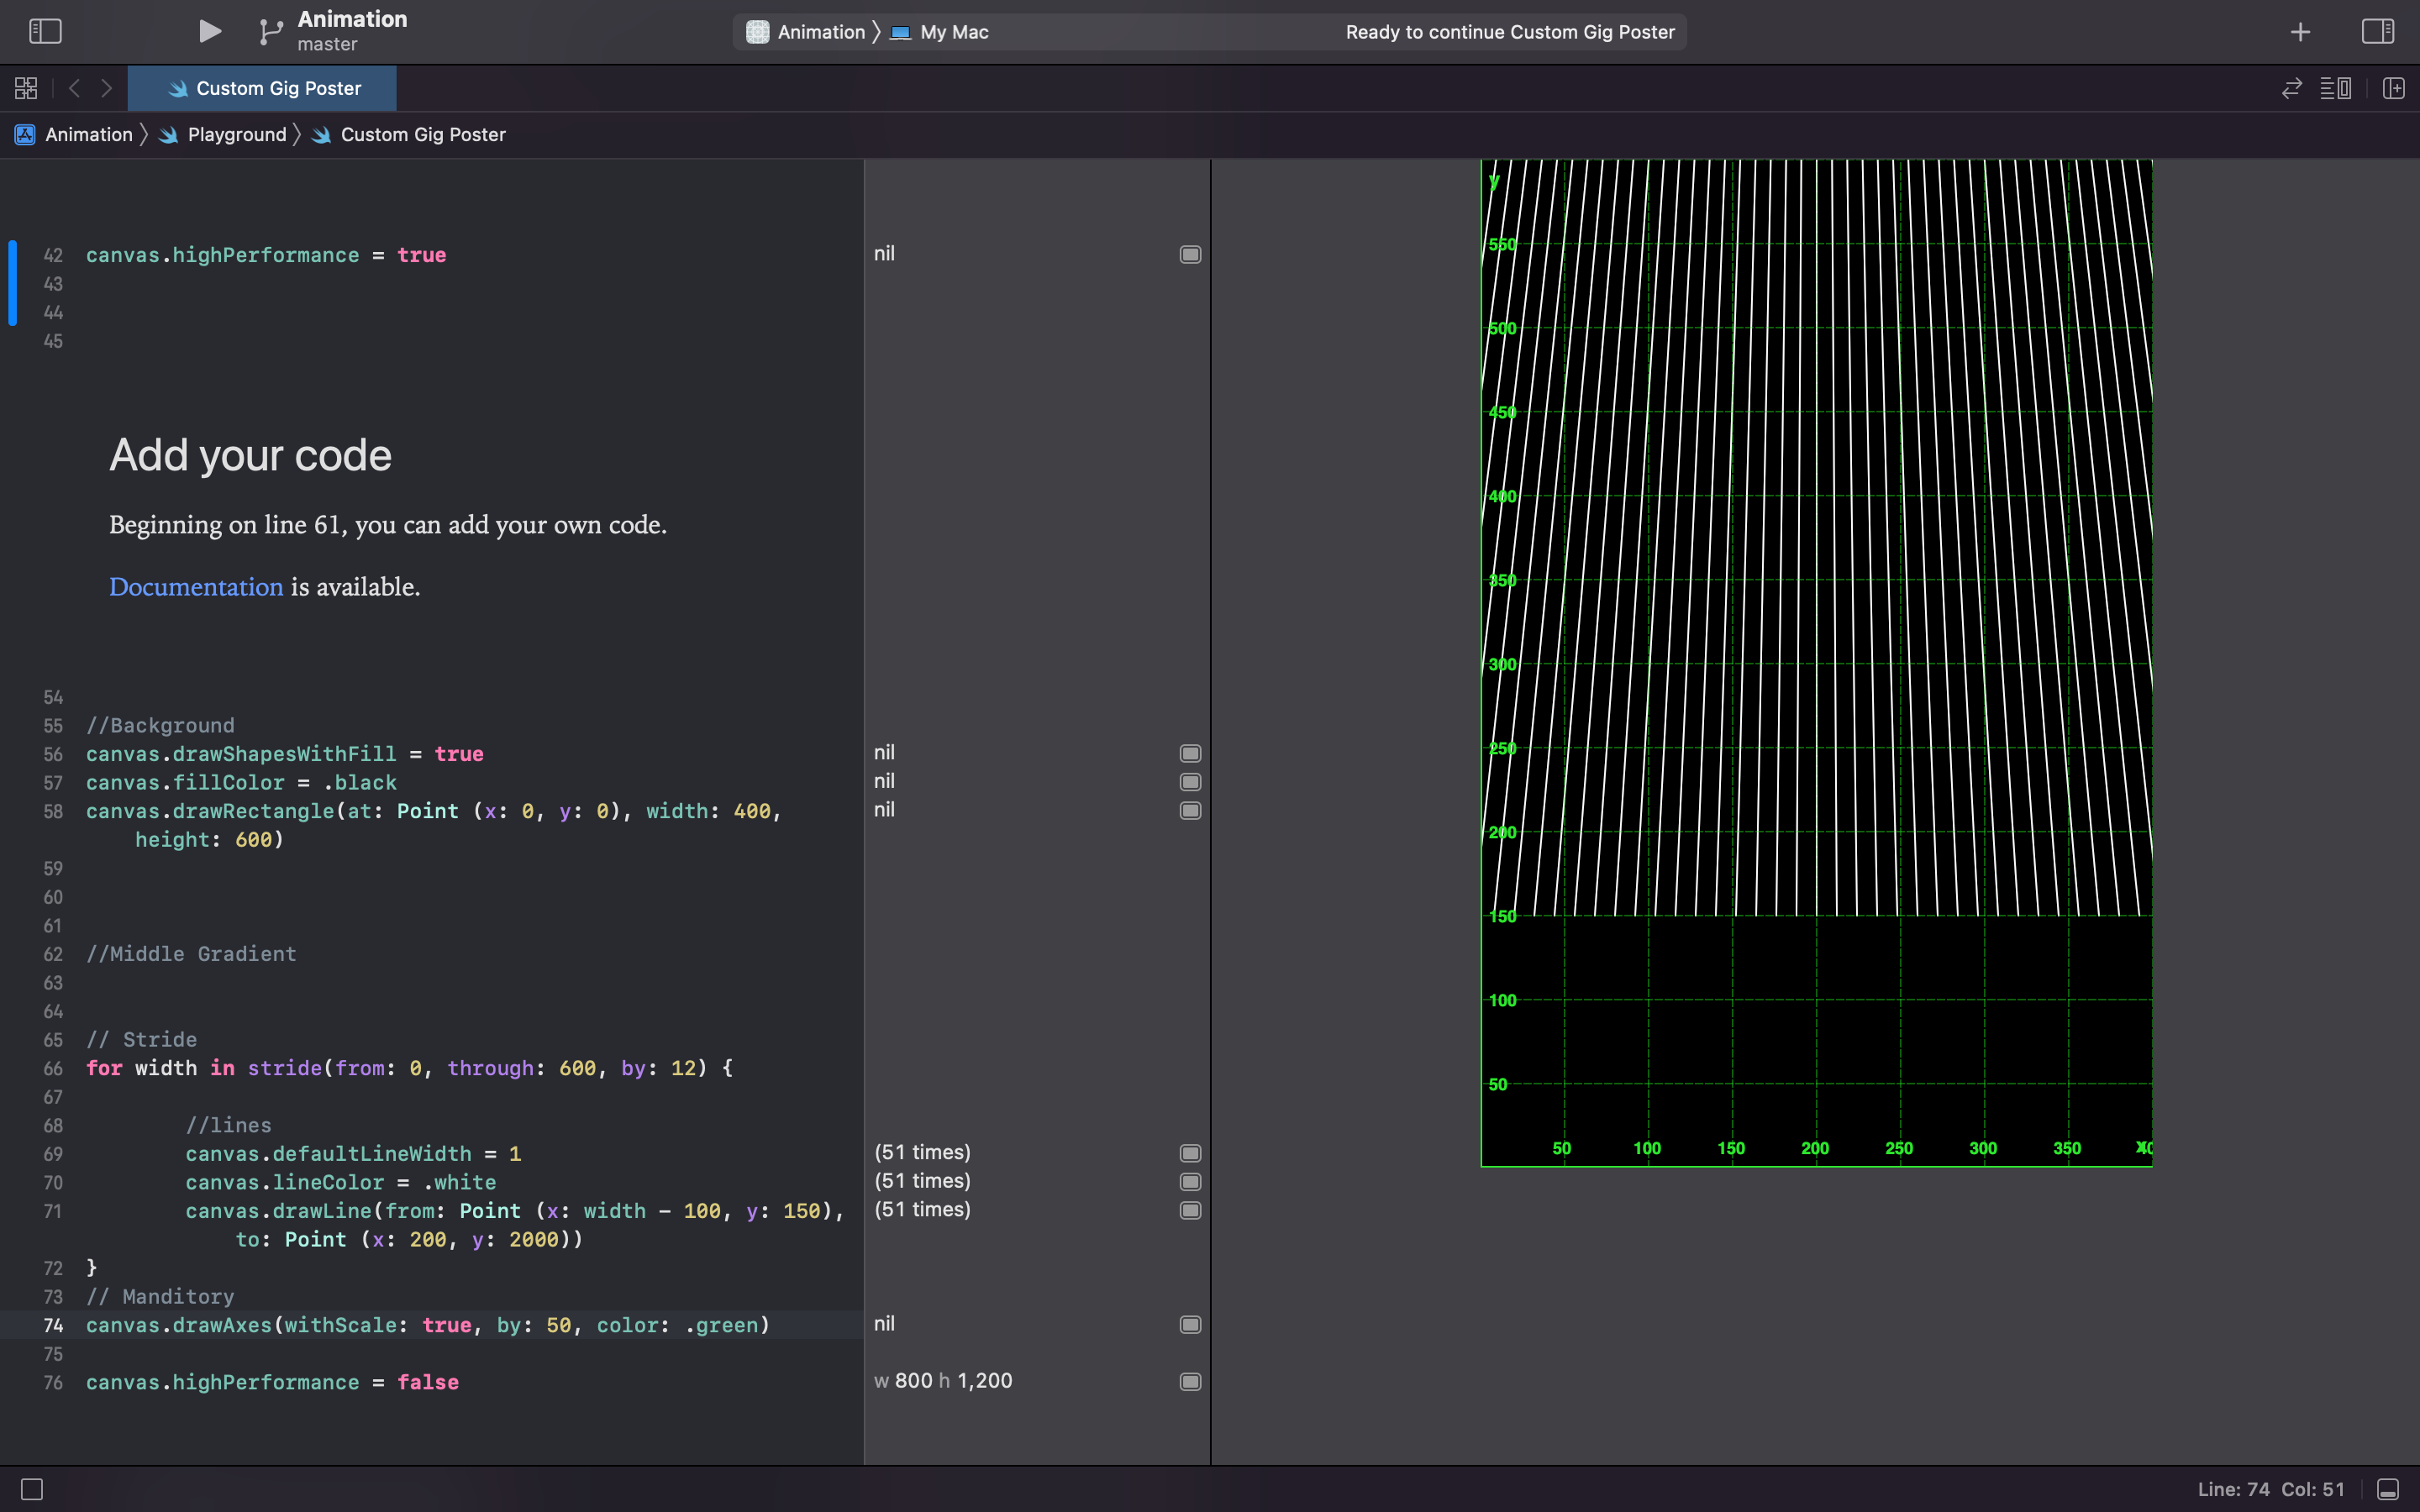 Animation
master
Animation 〉 My Mac
Ready to continue Custom Gig Poster
Custom Gig Poster
Animation 〉 Playground 〉 Custom Gig Poster
42 canvas.highPerformance = true
nil
43
44
45
Add your code
Beginning on line 61, you can add your own code.
Documentation is available.
54
55 //Background
56 canvas.drawShapesWithFill = true
nil
57 canvas.fillColor = .black
nil
58 canvas.drawRectangle(at: Point (x: 0, y: 0), width: 400,
nil
height: 600)
59
60
61
62 //Middle Gradient
63
64
65 // Stride
66 for width in stride(from: 0, through: 600, by: 12) {
67
68 //lines
69 canvas.defaultLineWidth = 1
(51 times)
70 canvas.lineColor = .white
(51 times)
71 canvas.drawLine(from: Point (x: width - 100, y: 150),
(51 times)
to: Point (x: 200, y: 2000))
72 }
73 // Manditory
74 canvas.drawAxes(withScale: true, by: 50, color: .green)
nil
75
76 canvas.highPerformance = false
w 800 h 1,200
y
550
500
450
400
350
300
250
200
150
100
50
50 100 150 200 250 300 350 x
Line: 74 Col: 51